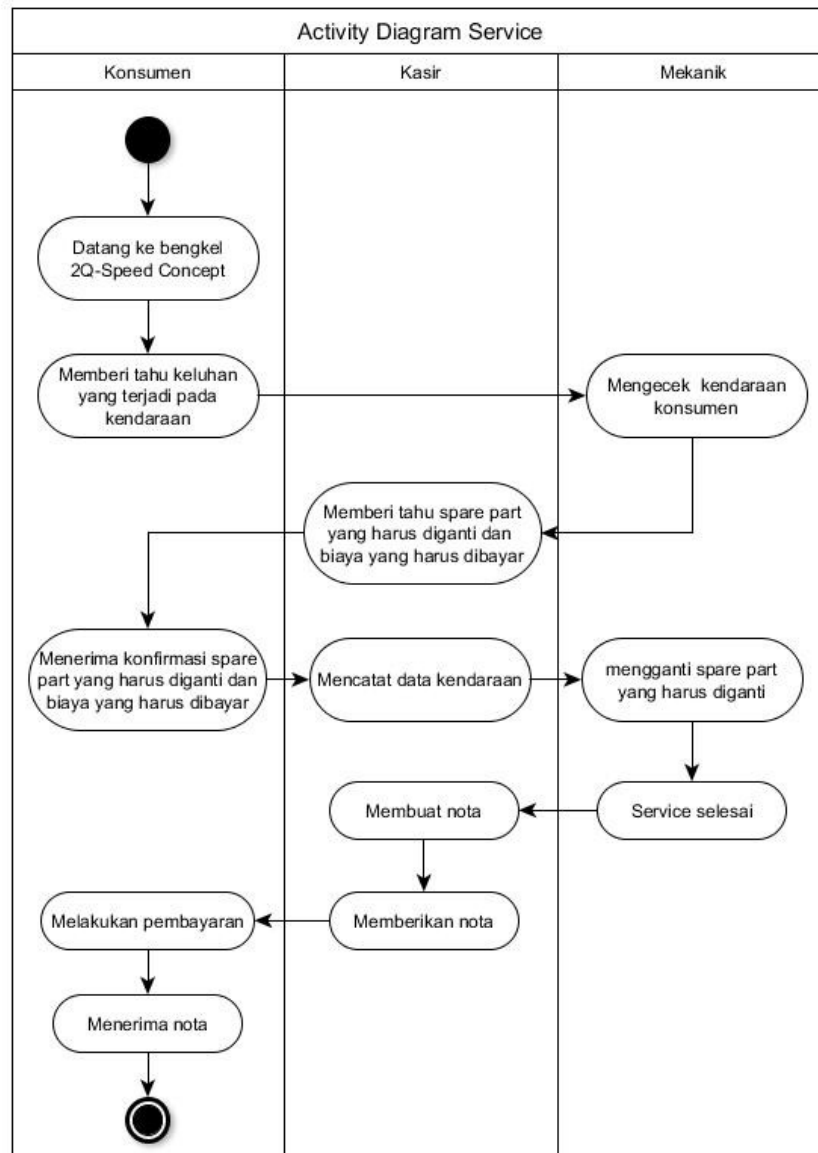 Activity Diagram Service
Konsumen
Kasir
Mekanik
Datang ke bengkel
2Q-Speed Concept
Memberi tahu keluhan
yang terjadi pada
kendaraan
Mengecek kendaraan
konsumen
Memberi tahu spare part
yang harus diganti dan
biaya yang harus dibayar
Menerima konfirmasi spare
part yang harus diganti dan
biaya yang harus dibayar
Mencatat data kendaraan
mengganti spare part
yang harus diganti
Service selesai
Membuat nota
Memberikan nota
Melakukan pembayaran
Menerima nota